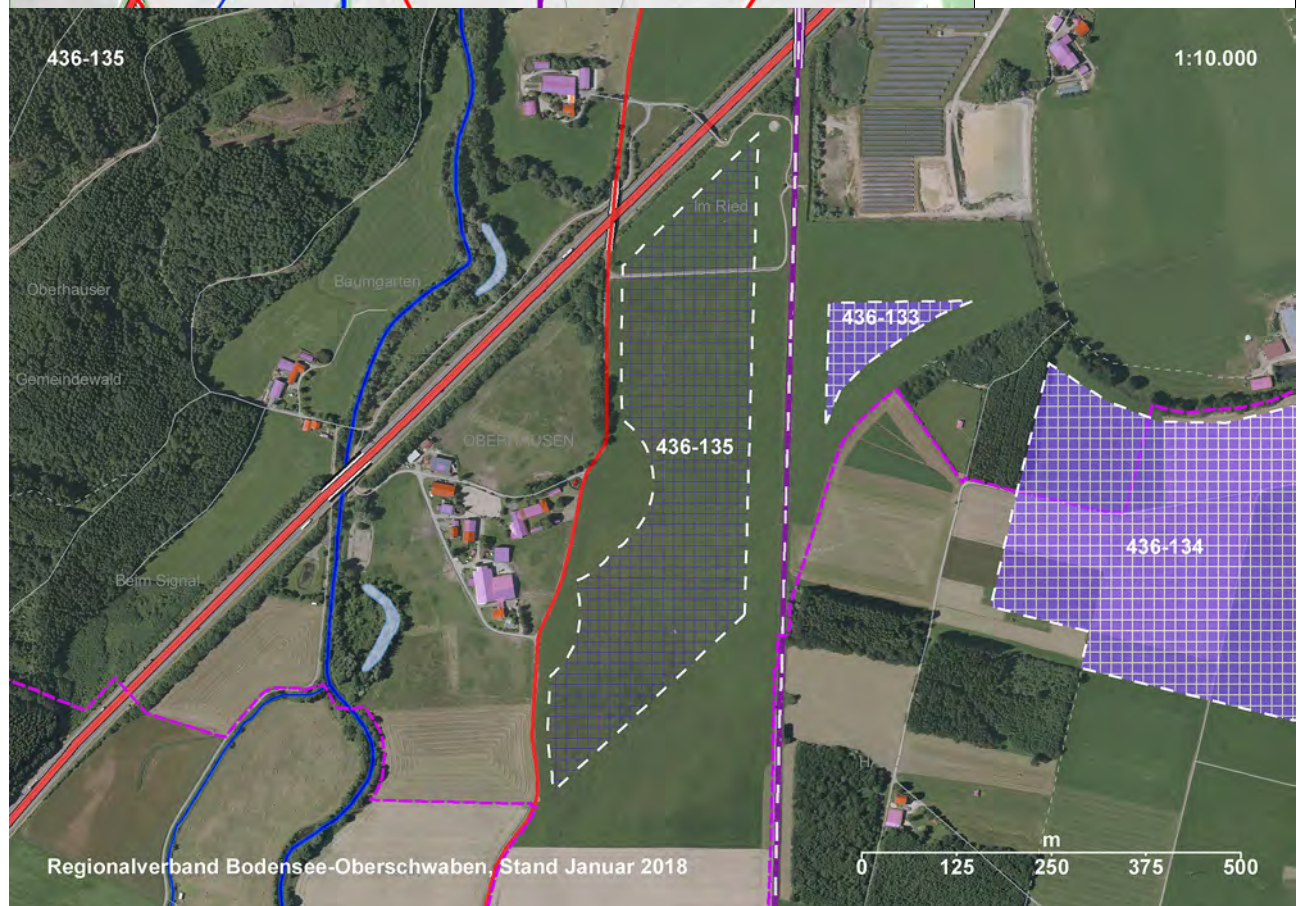 436-135
1:10.000
Im Ried
Baumgarten
Oberhauser
436-133
Gemeindewald
OBERHAUSEN
436-135
436-134
Beim Signal
m
0 125 250 375 500
Regionalverband Bodensee-Oberschwaben, Stand Januar 2018